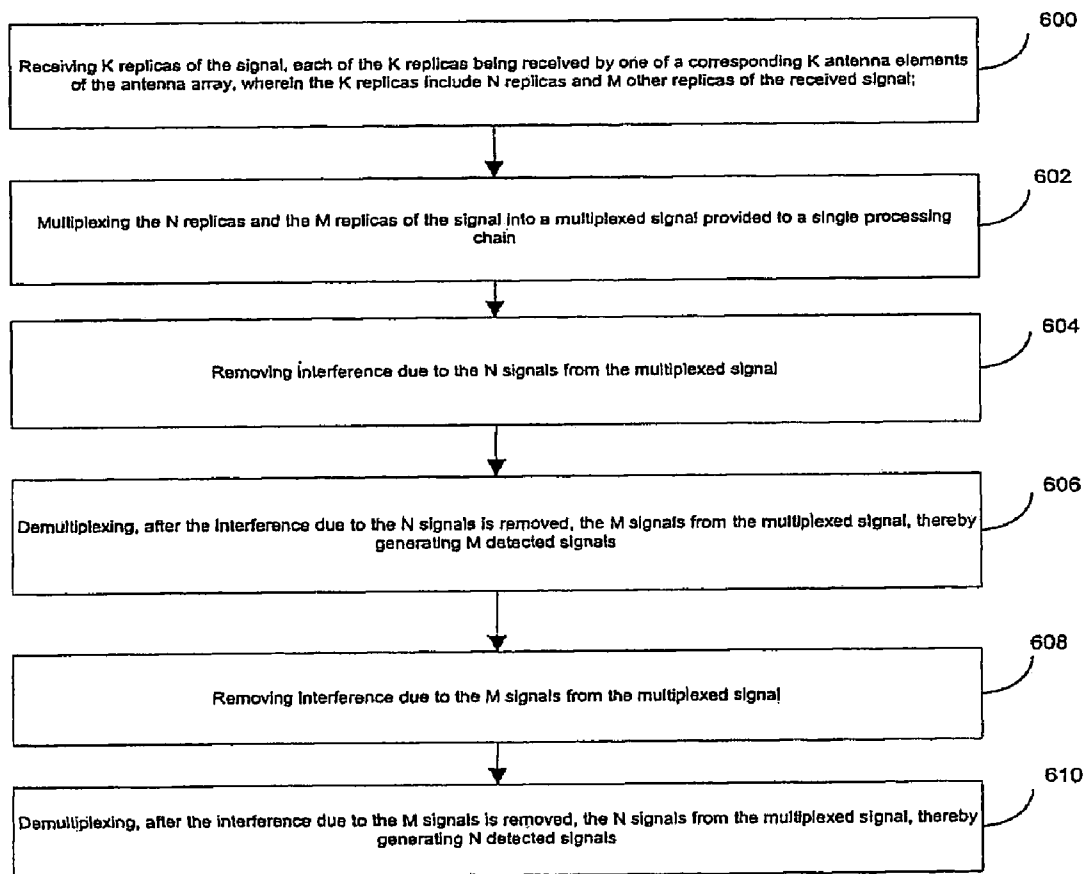 600
Receiving K replicas of the signal, each of the K replicas being received by one of a corresponding K antenna elements
of the antenna array, wherein the K replicas include N replicas and M other replicas of the received signal;
602
Multiplexing the N replicas and the M replicas of the signal into a multiplexed signal provided to a single processing
chain
604
Removing interference due to the N signals from the multiplexed signal
606
Demultiplexing, after the interference due to the N signals is removed, the M signals from the multiplexed signal, thereby
generating M detected signals
608
Removing interference due to the M signals from the multiplexed signal
610
Demultiplexing, after the interference due to the M signals is removed, the N signals from the multiplexed signal, thereby
generating N detected signals